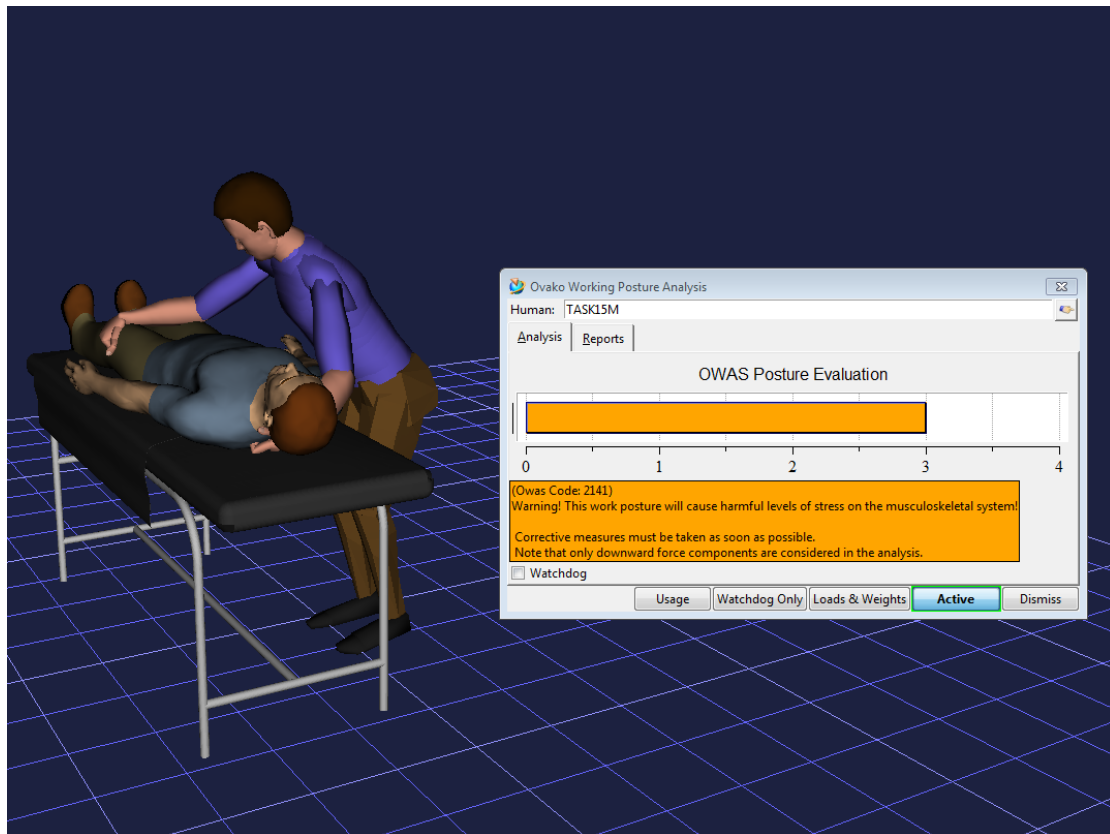 Ovako Working Posture Analysis
Human: TASK15M
Analysis Reports
OWAS Posture Evaluation
0 1 2 3 4
(Owas Code: 2141)
Warning! This work posture will cause harmful levels of stress on the musculoskeletal system!
Corrective measures must be taken as soon as possible.
Note that only downward force components are considered in the analysis.
Watchdog
Usage Watchdog Only Loads & Weights Active Dismiss